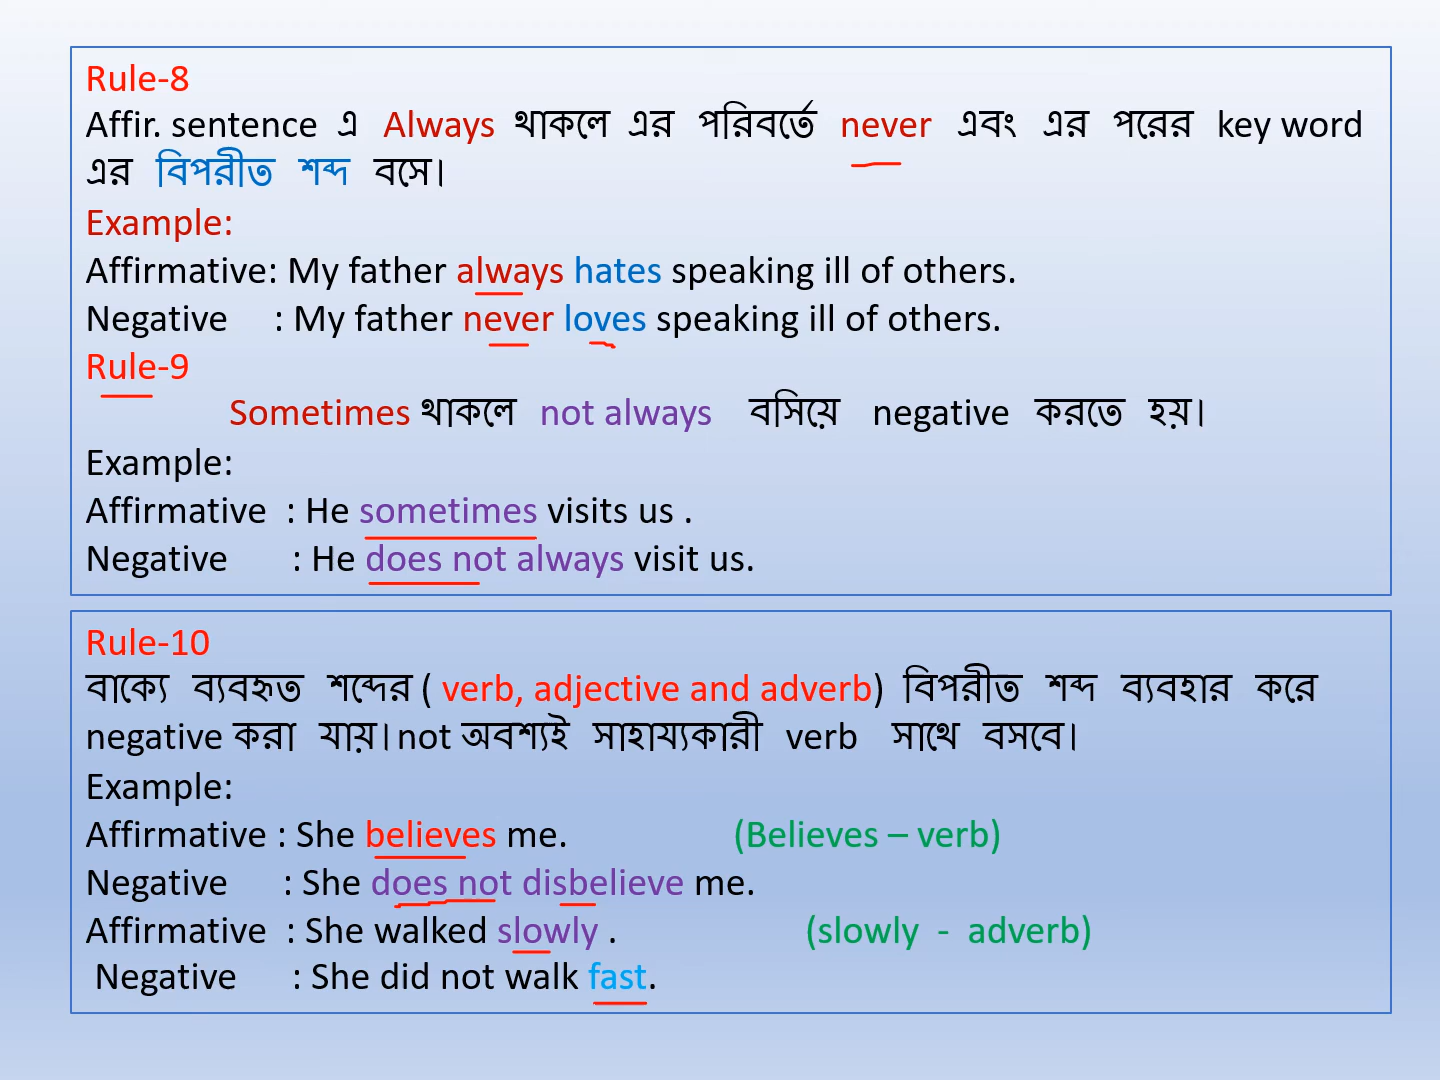 Rule-8
Affir. sentence এ Always থাকলে এর পরিবর্তে never এবং এর পরের key word
এর বিপরীত শব্দ বসে।
Example:
Affirmative: My father always hates speaking ill of others.
Negative : My father never loves speaking ill of others.
Rule-9
Sometimes থাকলে not always বসিয়ে negative করতে হয়।
Example:
Affirmative : He sometimes visits us .
Negative : He does not always visit us.
Rule-10
বাক্যে ব্যবহৃত শব্দের ( verb, adjective and adverb) বিপরীত শব্দ ব্যবহার করে
negative করা যায়। not অবশ্যই সাহায্যকারী verb সাথে বসবে।
Example:
Affirmative : She believes me. (Believes – verb)
Negative : She does not disbelieve me.
Affirmative : She walked slowly . (slowly - adverb)
Negative : She did not walk fast.